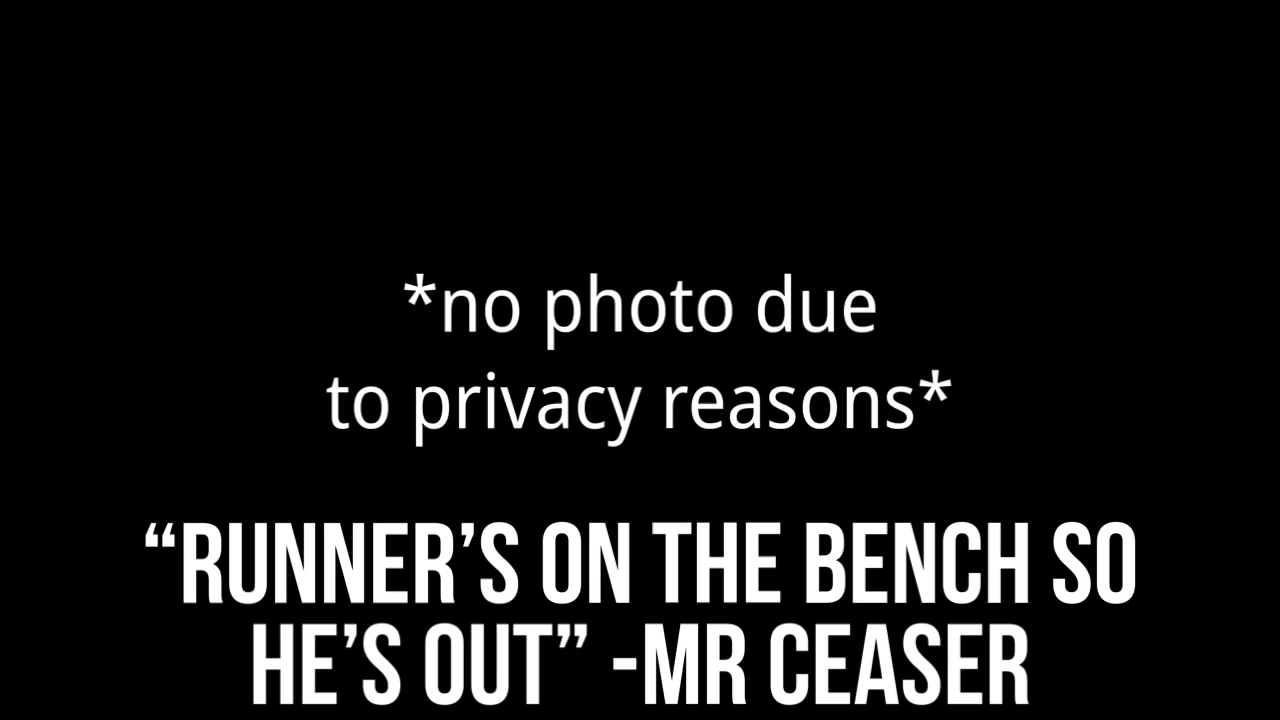 *no photo due
to privacy reasons*
“RUNNER’S ON THE BENCH SO
HE’S OUT” -MR CEASER